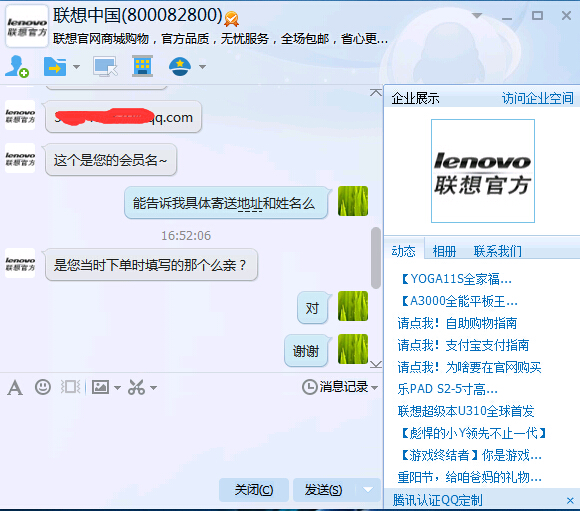 lenovo
联想官方
联想中国(800082800)
联想官网商城购物，官方品质，无忧服务，全场包邮，省心更...
lenovo
联想官方
qq.com
lenovo
联想官方
这个是您的会员名~
能告诉我具体寄送地址和姓名么
16:52:06
lenovo
联想官方
是您当时下单时填写的那个么亲？
对
谢谢
消息记录
关闭(C)
发送(S)
企业展示
访问企业空间
lenovo
联想官方
动态
相册
联系我们
【YOGA11S全家福...
【A3000全能平板王...
请点我！自助购物指南
请点我！支付宝支付指南
请点我！为啥要在官网购买
乐PAD S2-5寸高...
联想超级本U310全球首发
【彪悍的小Y领先不止一代】
【游戏终结者】你是游戏...
重阳节，给咱爸妈的礼物...
腾讯认证QQ定制